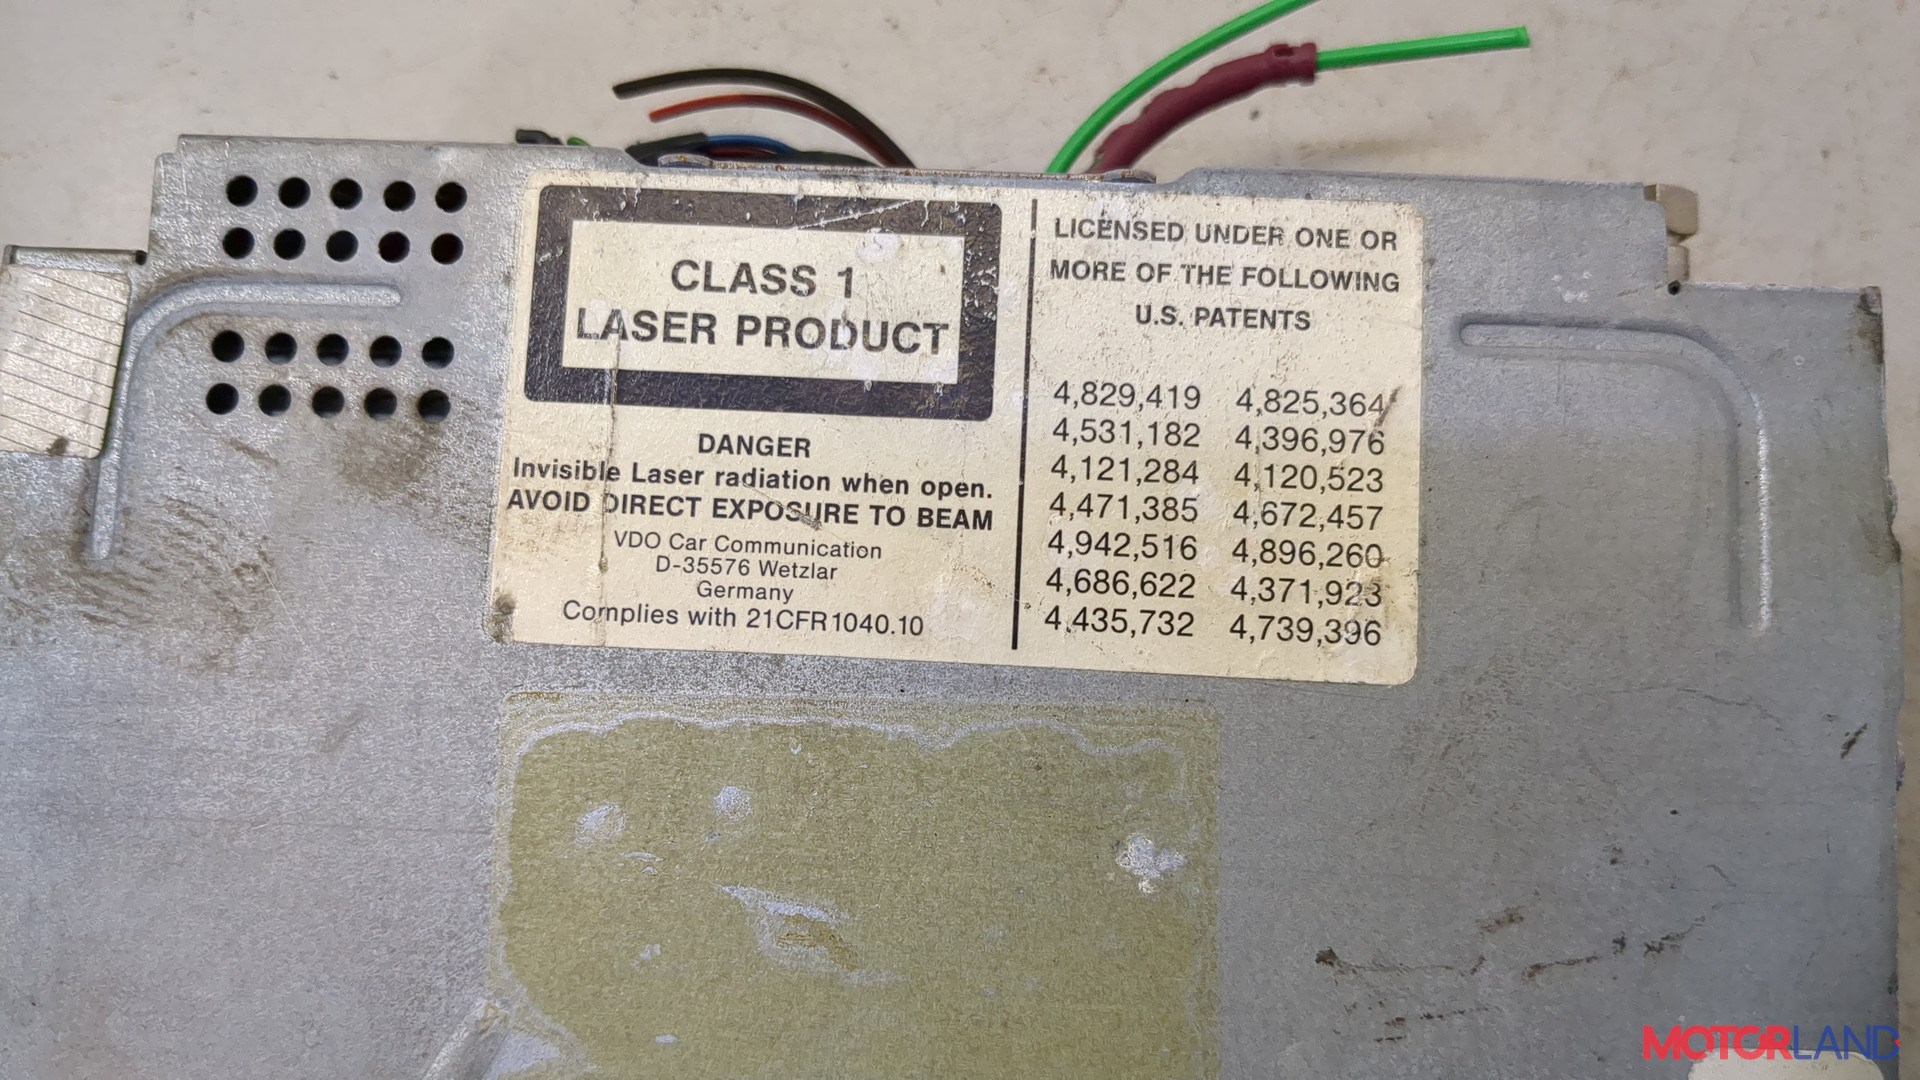 CLASS 1
LASER PRODUCT
DANGER
Invisible Laser radiation when open.
AVOID DIRECT EXPOSURE TO BEAM
VDO Car Communication
D-35576 Wetzlar
Germany
Complies with 21CFR1040.10
LICENSED UNDER ONE OR
MORE OF THE FOLLOWING
U.S. PATENTS
4,829,419 4,825,364
4,531,182 4,396,976
4,121,284 4,120,523
4,471,385 4,672,457
4,942,516 4,896,260
4,686,622 4,371,923
4,435,732 4,739,396
MOTORLAND